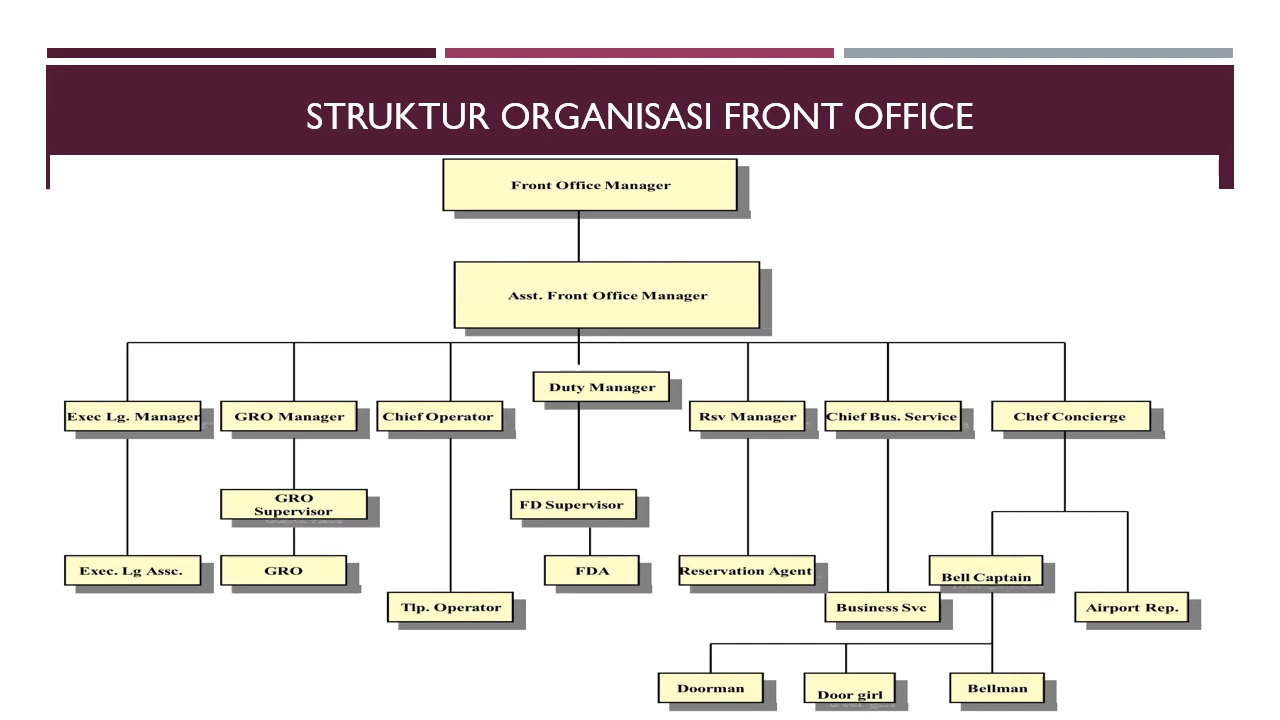 STRUKTUR ORGANISASI FRONT OFFICE
Front Office Manager
Asst. Front Office Manager
Duty Manager
Exec Lg. Manager
GRO Manager
Chief Operator
Rsv Manager
Chief Bus. Service
Chef Concierge
GRO
Supervisor
FD Supervisor
Exec. Lg Assc.
GRO
FDA
Reservation Agent
Bell Captain
Tlp. Operator
Business Svc
Airport Rep.
Doorman
Door girl
Bellman